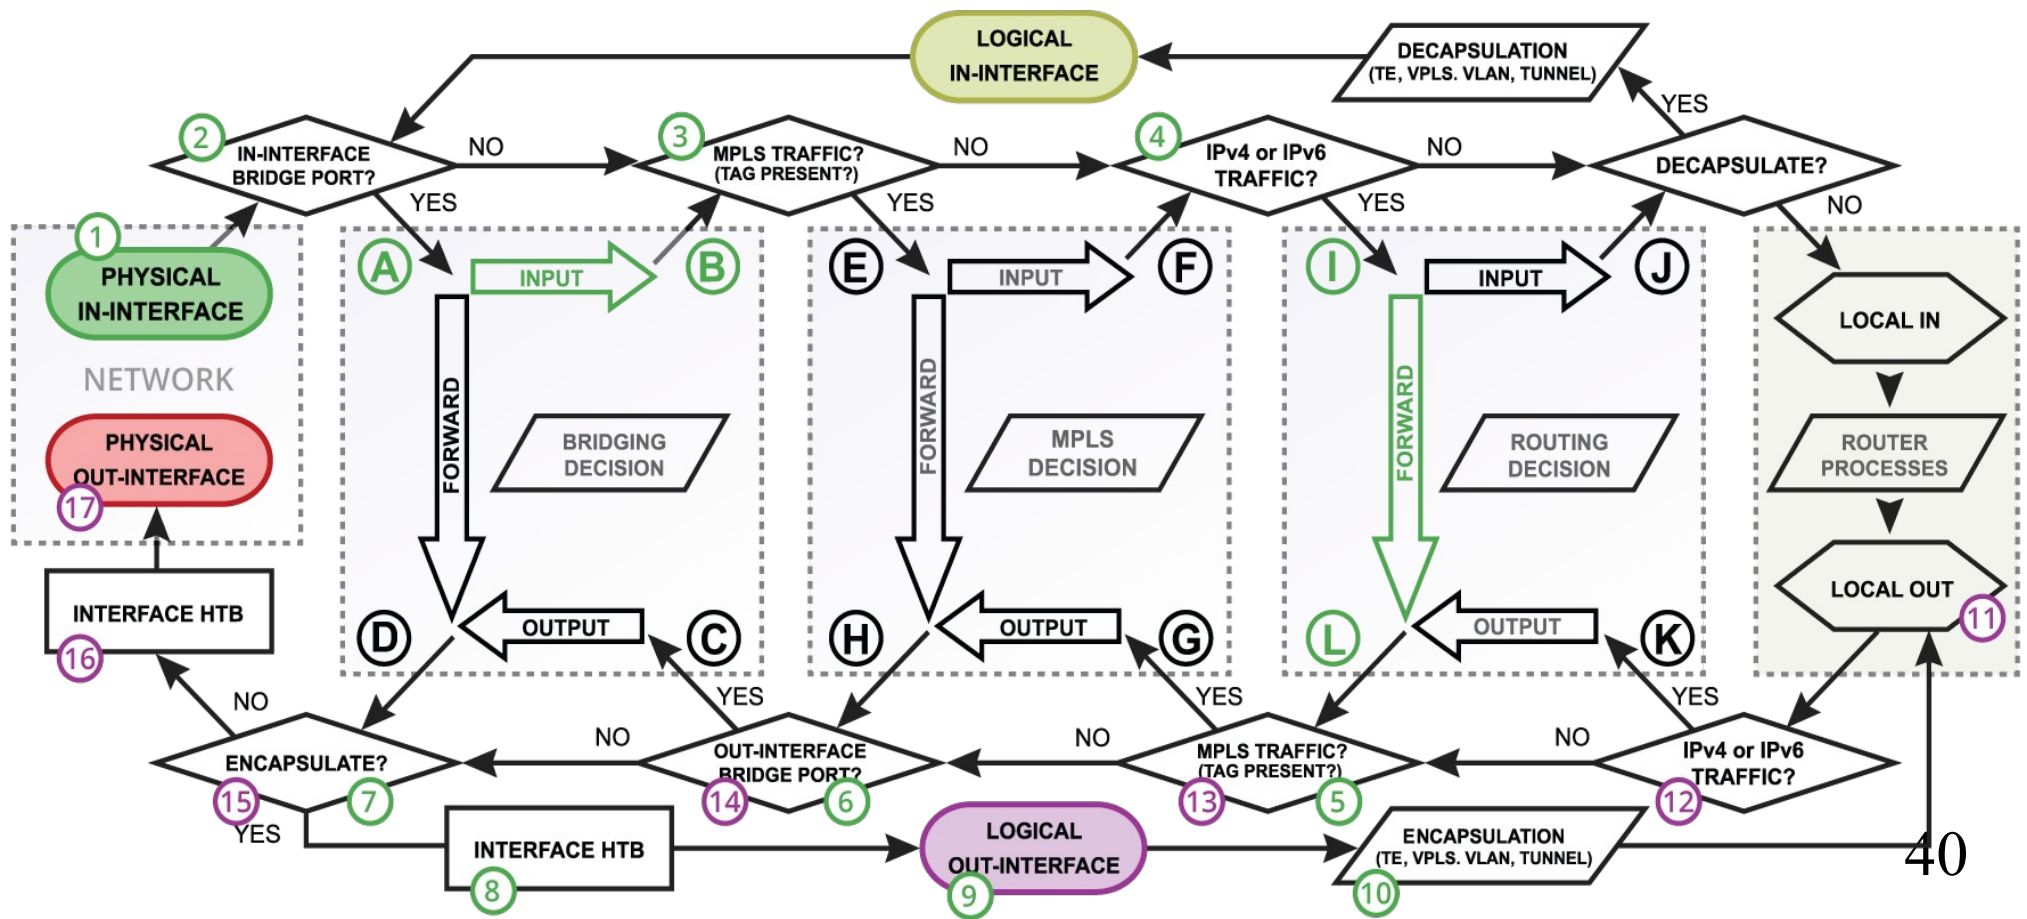 LOGICAL
IN-INTERFACE
DECAPSULATION
(TE, VPLS. VLAN, TUNNEL)
YES
2
IN-INTERFACE
BRIDGE PORT?
NO
3
MPLS TRAFFIC?
(TAG PRESENT?)
NO
4
IPv4 or IPv6
TRAFFIC?
NO
DECAPSULATE?
YES
YES
YES
NO
1
PHYSICAL
IN-INTERFACE
NETWORK
PHYSICAL
OUT-INTERFACE
17
A
INPUT
B
FORWARD
BRIDGING
DECISION
D
OUTPUT
C
E
INPUT
F
FORWARD
MPLS
DECISION
H
OUTPUT
G
I
INPUT
J
FORWARD
ROUTING
DECISION
L
OUTPUT
K
LOCAL IN
ROUTER
PROCESSES
LOCAL OUT
11
INTERFACE HTB
16
NO
YES
YES
YES
ENCAPSULATE?
15
7
NO
OUT-INTERFACE
BRIDGE PORT?
14
6
NO
MPLS TRAFFIC?
(TAG PRESENT?)
13
5
NO
IPv4 or IPv6
TRAFFIC?
12
YES
INTERFACE HTB
8
LOGICAL
OUT-INTERFACE
9
ENCAPSULATION
(TE, VPLS. VLAN, TUNNEL)
10
40